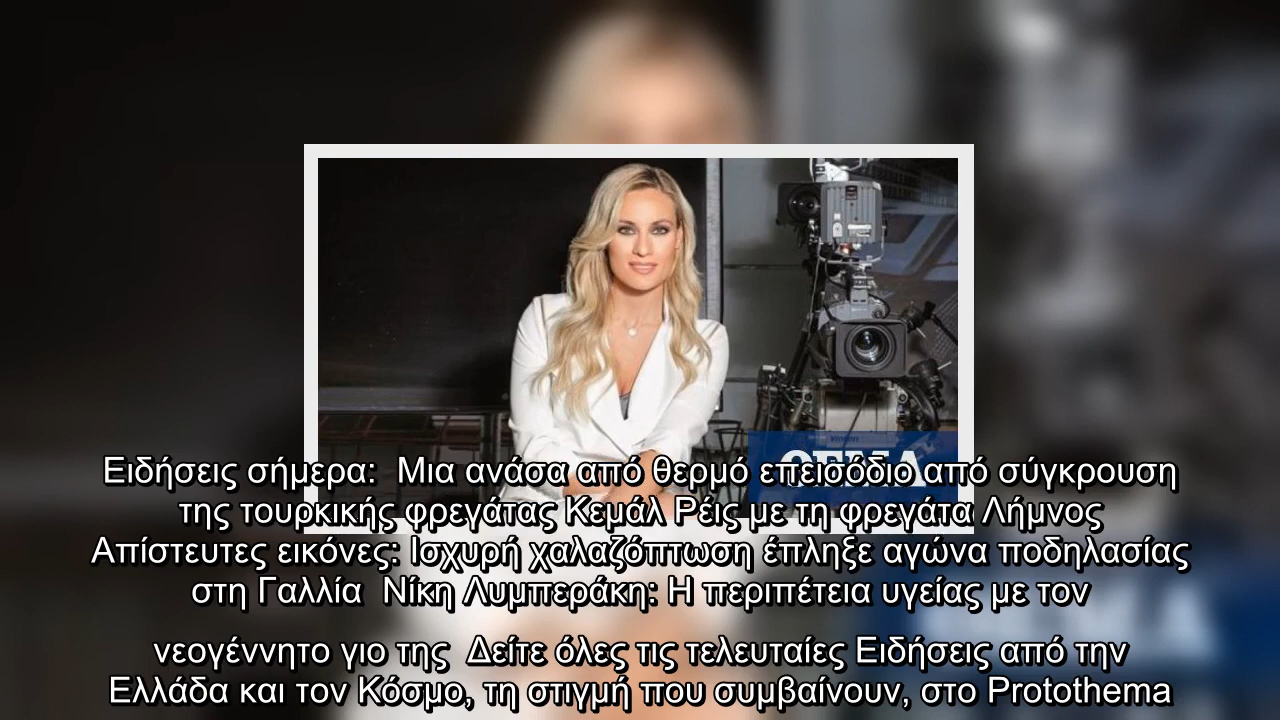 ΘΕΜΑ
Ειδήσεις σήμερα:  Μια ανάσα από θερμό επεισόδιο από σύγκρουση
της τουρκικής φρεγάτας Κεμάλ Ρέις με τη φρεγάτα Λήμνος
Απίστευτες εικόνες: Ισχυρή χαλαζόπτωση έπληξε αγώνα ποδηλασίας
στη Γαλλία  Νίκη Λυμπεράκη: Η περιπέτεια υγείας με τον
νεογέννητο γιο της  Δείτε όλες τις τελευταίες Ειδήσεις από την
Ελλάδα και τον Κόσμο, τη στιγμή που συμβαίνουν, στο Protothema